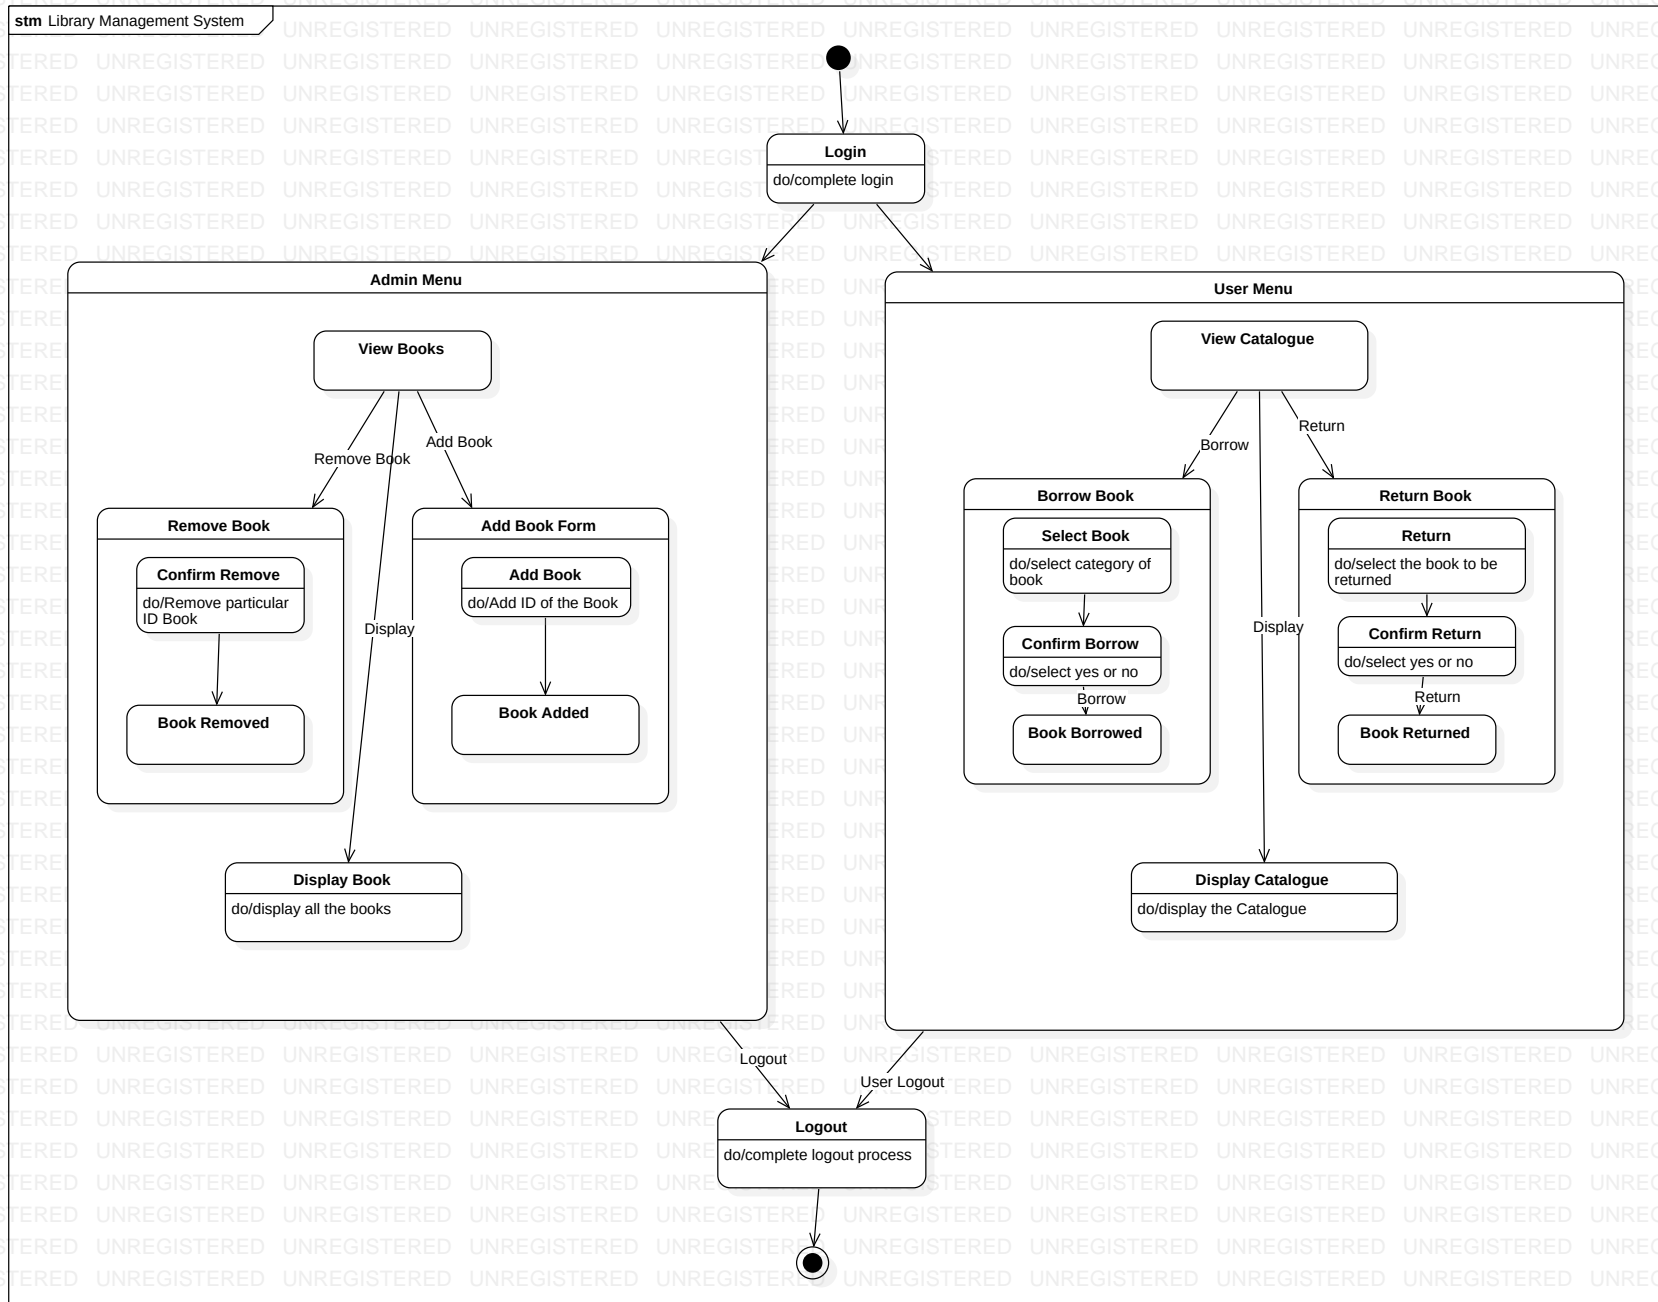 stm Library Management System
Login
do/complete login
Admin Menu
View Books
Remove Book
Add Book
Display
Remove Book
Confirm Remove
do/Remove particular
ID Book
Book Removed
Add Book Form
Add Book
do/Add ID of the Book
Book Added
Display Book
do/display all the books
User Menu
View Catalogue
Borrow
Return
Display
Borrow Book
Select Book
do/select category of
book
Confirm Borrow
do/select yes or no
Borrow
Book Borrowed
Return Book
Return
do/select the book to be
returned
Confirm Return
do/select yes or no
Return
Book Returned
Display Catalogue
do/display the Catalogue
Logout
User Logout
Logout
do/complete logout process
UNREGISTERED